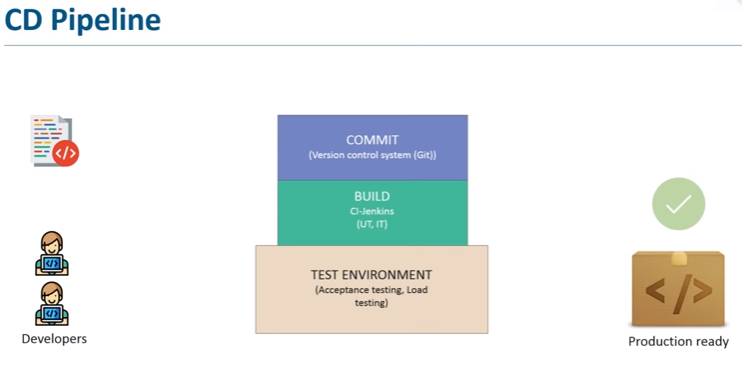 CD Pipeline
COMMIT
(Version control system (Git))
BUILD
CI-Jenkins
(UT, IT)
TEST ENVIRONMENT
(Acceptance testing, Load
testing)
</>
</>
</>
</>
Developers
Production ready